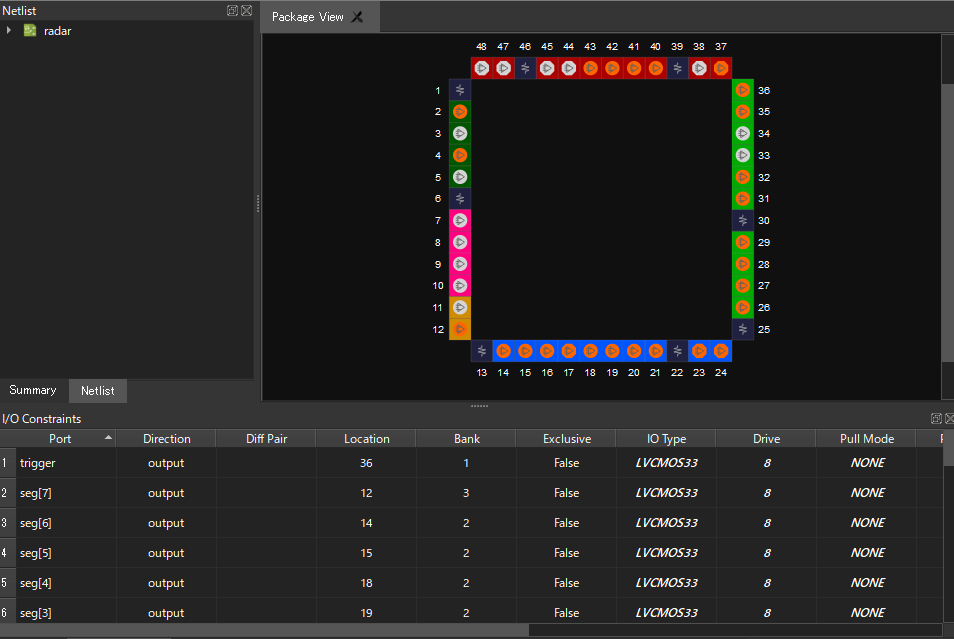 Netlist
Package View
radar
48 47 46 45 44 43 42 41 40 39 38 37
1 36
2 35
3 34
4 33
5 32
6 31
7 30
8 29
9 28
10 27
11 26
12 25
13 14 15 16 17 18 19 20 21 22 23 24
Summary Netlist
I/O Constraints
Port Direction Diff Pair Location Bank Exclusive IO Type Drive Pull Mode
1 trigger output 36 1 False LVCMOS33 8 NONE
2 seg[7] output 12 3 False LVCMOS33 8 NONE
3 seg[6] output 14 2 False LVCMOS33 8 NONE
4 seg[5] output 15 2 False LVCMOS33 8 NONE
5 seg[4] output 18 2 False LVCMOS33 8 NONE
6 seg[3] output 19 2 False LVCMOS33 8 NONE